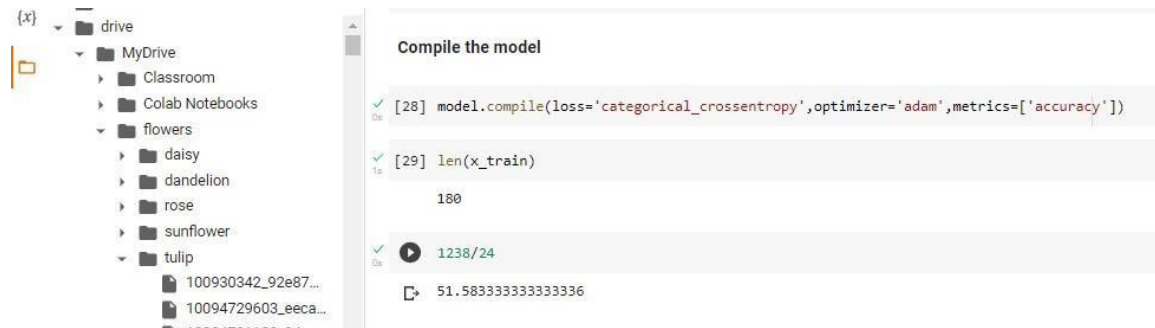 {x}
drive
MyDrive
Classroom
Colab Notebooks
flowers
daisy
dandelion
rose
sunflower
tulip
100930342_92e87...
10094729603_eeca...
Compile the model
[28] model.compile(loss='categorical_crossentropy',optimizer='adam',metrics=['accuracy'])
0s
[29] len(x_train)
1s
180
1238/24
0s
51.583333333333336